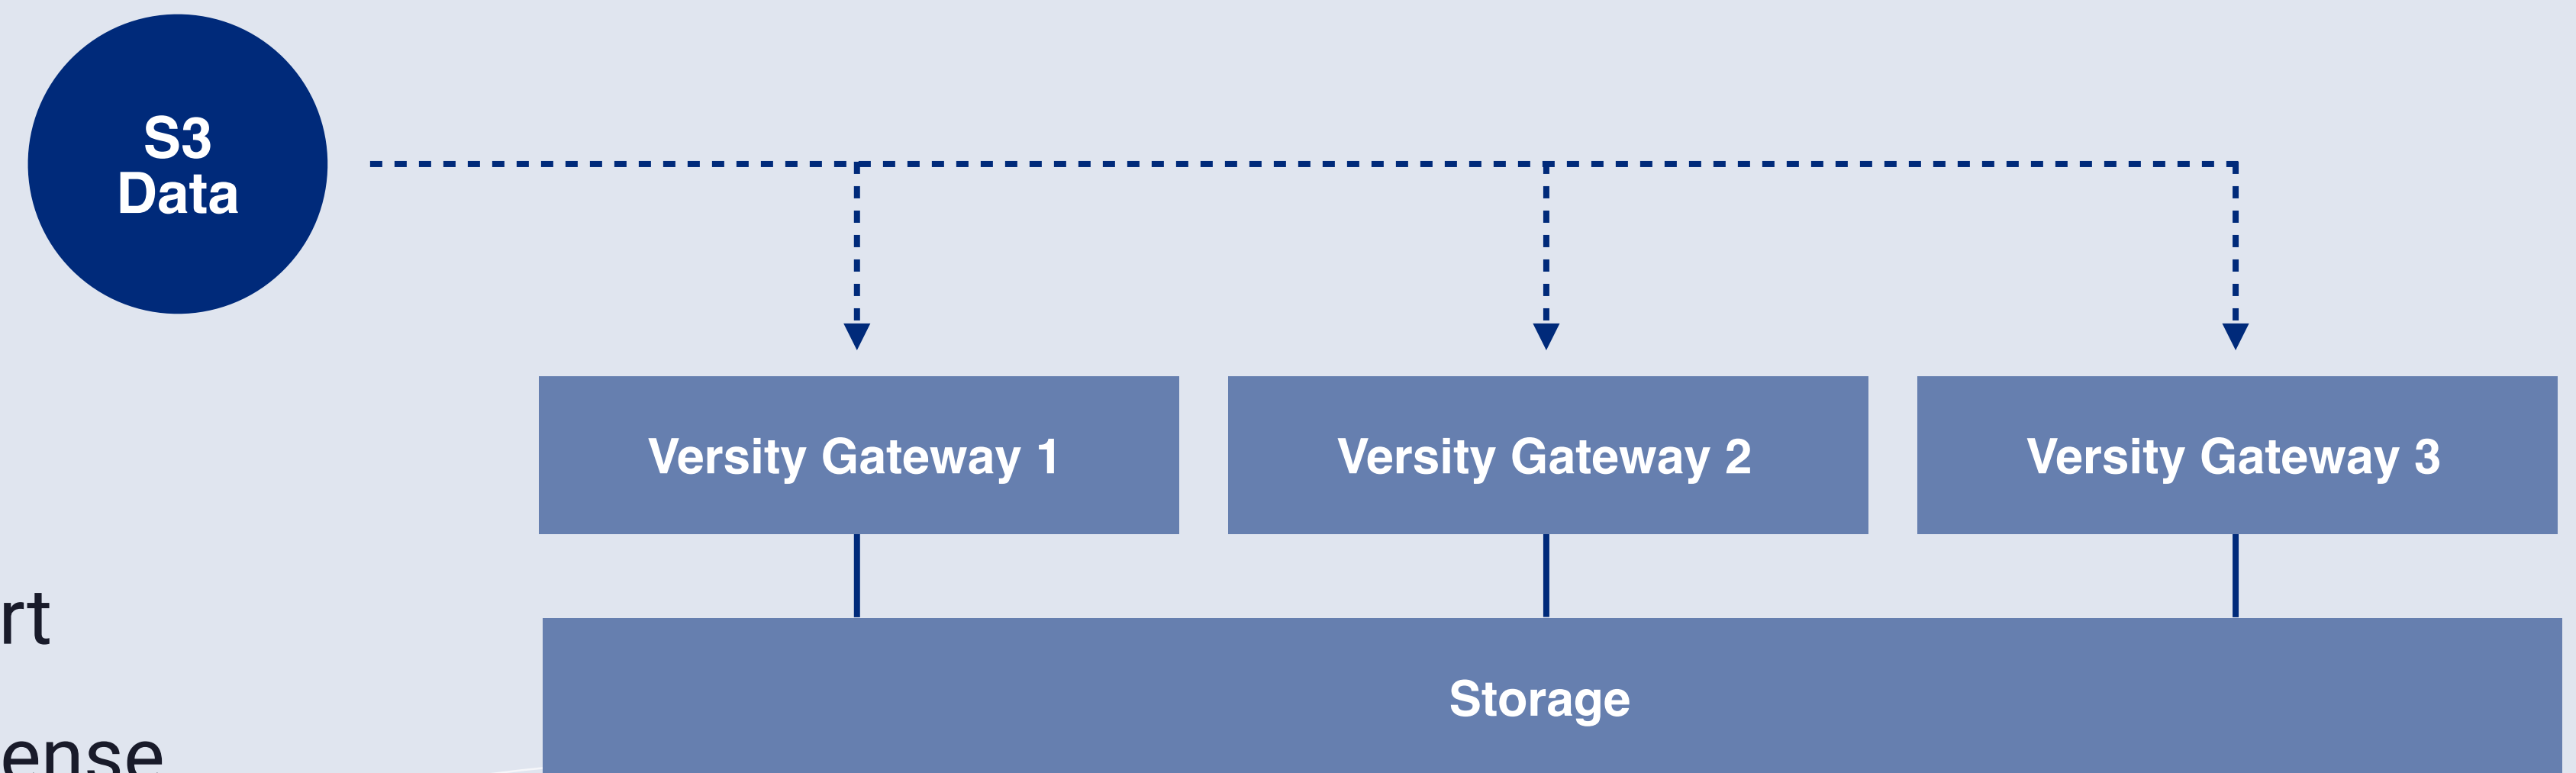 S3
Data
Versity Gateway 1
Versity Gateway 2
Versity Gateway 3
rt
Storage
ense